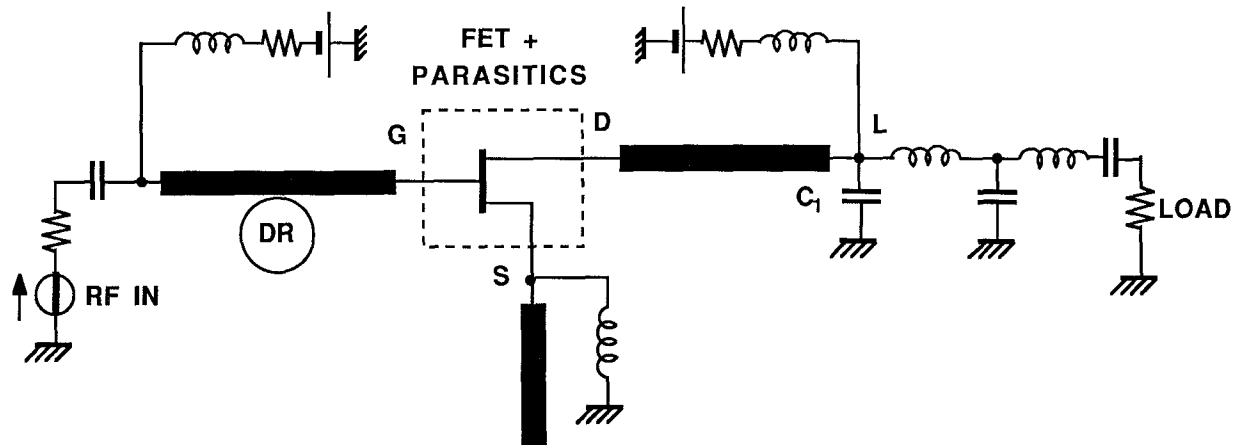 FET +
PARASITICS
G
D
L
C1
LOAD
DR
S
RF IN